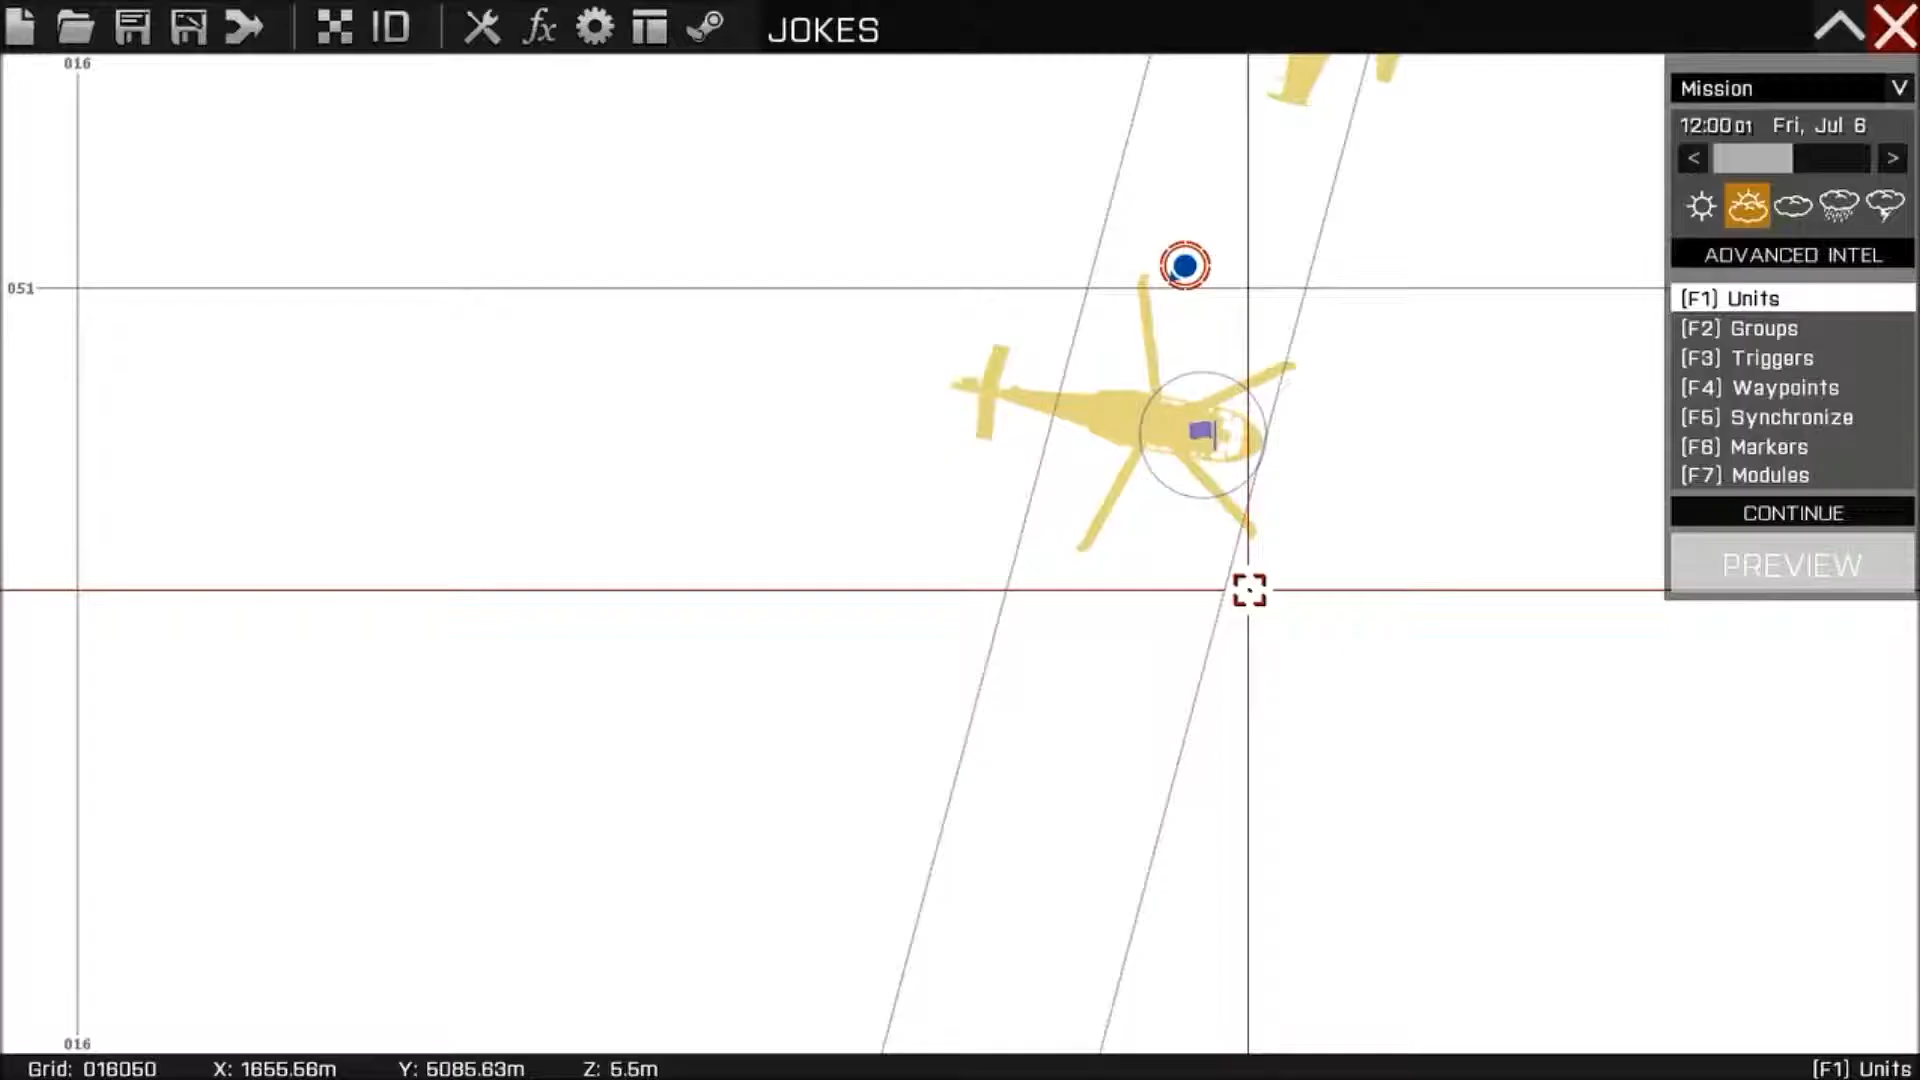 ID
fx
JOKES
016
Mission
V
12:00 01 Fri, Jul 6
< >
ADVANCED INTEL
051
(F1) Units
(F2) Groups
(F3) Triggers
(F4) Waypoints
(F5) Synchronize
(F6) Markers
(F7) Modules
CONTINUE
PREVIEW
016
Grid: 016050 X: 1655.56m Y: 5085.63m Z: 5.5m
(F1) Units